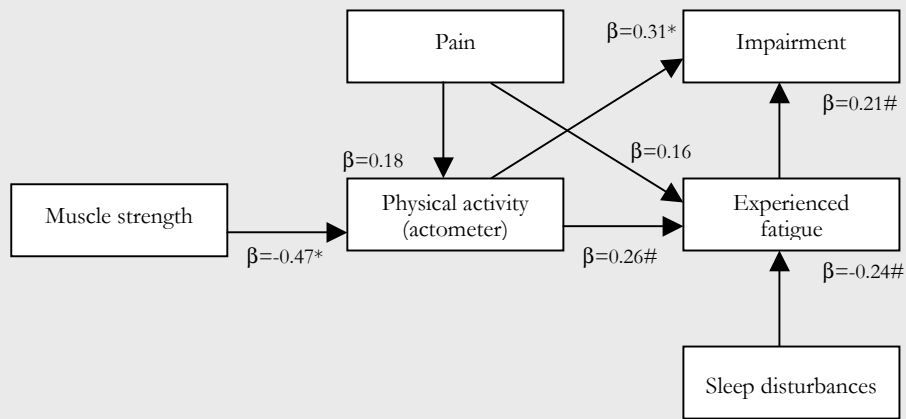 β=0.31*
Pain
Impairment
β=0.21#
β=0.18
β=0.16
Muscle strength
Physical activity
(actometer)
Experienced
fatigue
β=-0.47*
β=0.26#
β=-0.24#
Sleep disturbances